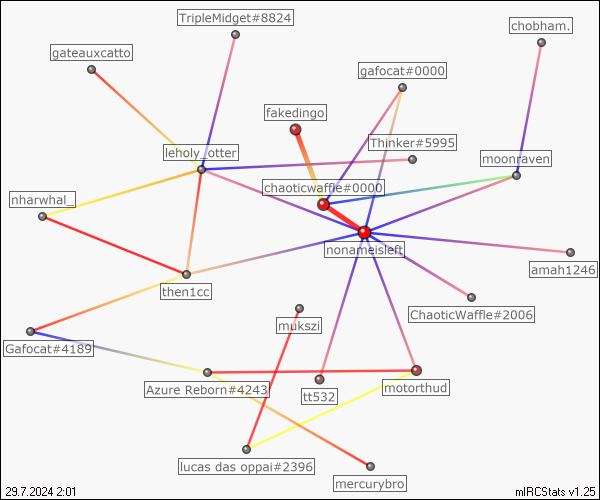 TripleMidget#8824
chobham.
gateauxcatto
gafocat#0000
fakedingo
Thinker#5995
leholy_otter
moonraven
chaoticwaffle#0000
nharwhal_
nonameisleft
amah1246
then1cc
ChaoticWaffle#2006
mukszi
Gafocat#4189
Azure Reborn#4243
motorthud
tt532
lucas das oppai#2396
mercurybro
29.7.2024 2:01
mIRCStats v1.25